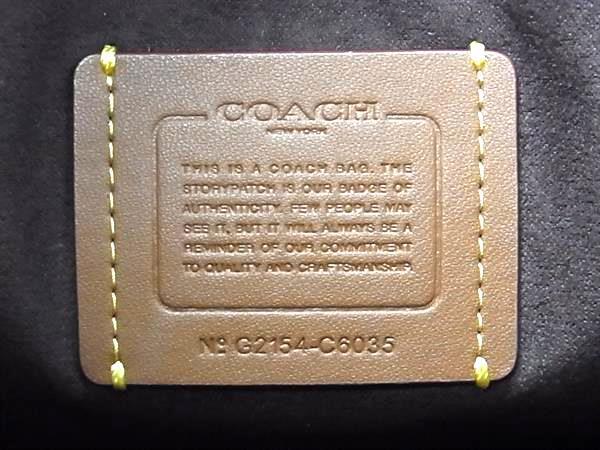 COACH
NEW YORK
THIS IS A COACH BAG. THE
STORYPATCH IS OUR BADGE OF
AUTHENTICITY. FEW PEOPLE MAY
SEE IT, BUT IT WILL ALWAYS BE A
REMINDER OF OUR COMMITMENT
TO QUALITY AND CRAFTSMANSHIP.
Nº G2154-C6035